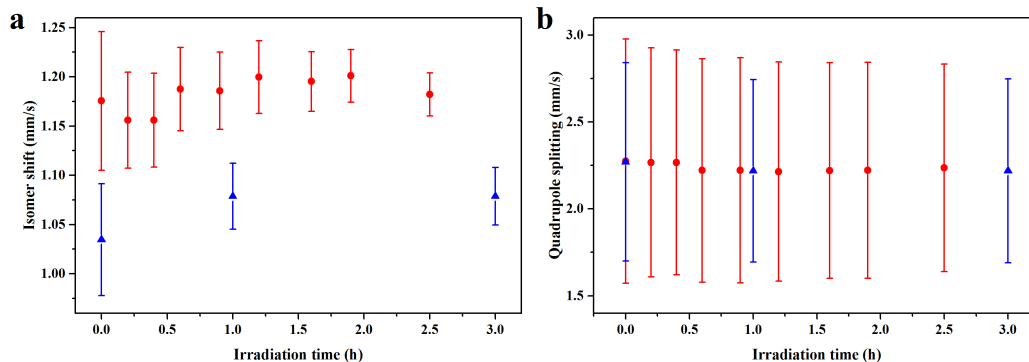 a
1.25
1.20
1.15
1.10
1.05
1.00
Isomer shift (mm/s)
0.0 0.5 1.0 1.5 2.0 2.5 3.0
Irradiation time (h)
b
3.0
2.5
2.0
1.5
Quadrupole splitting (mm/s)
0.0 0.5 1.0 1.5 2.0 2.5 3.0
Irradiation time (h)